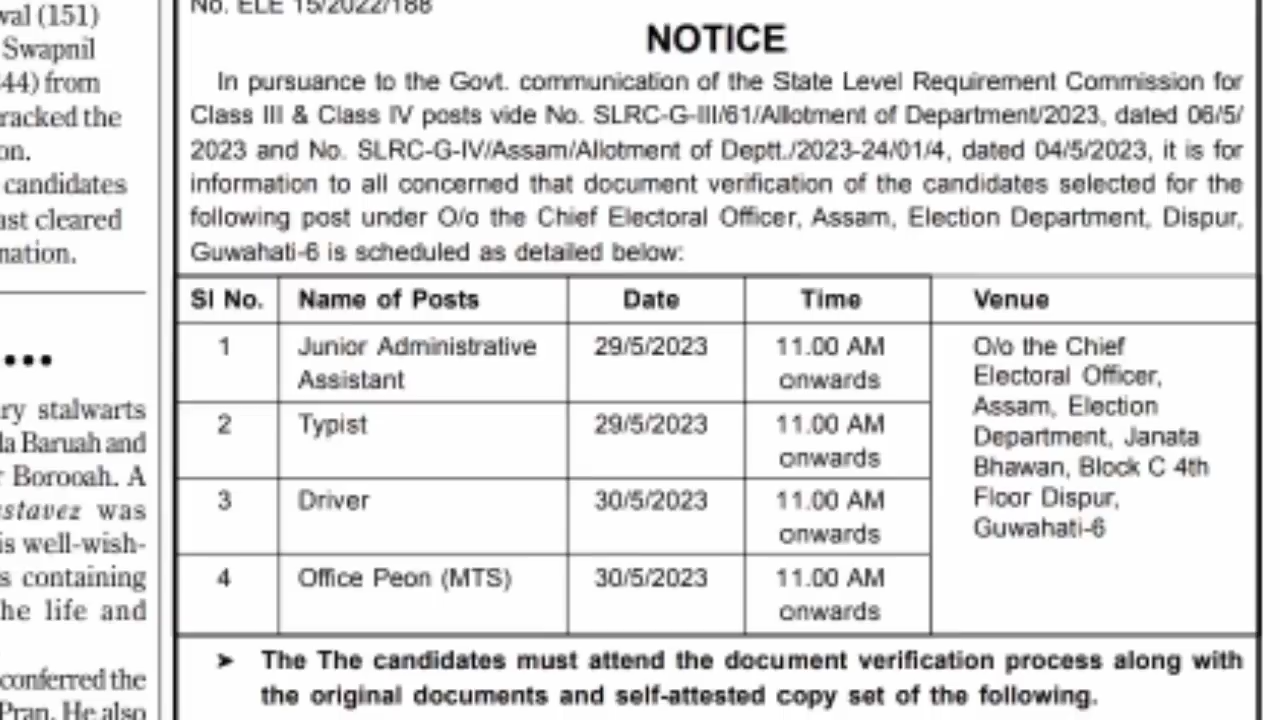 wal (151)
Swapnil
44) from
racked the
on.
candidates
ast cleared
nation.
•••
ry stalwarts
la Baruah and
r Borooah. A
stavez was
is well-wish-
s containing
he life and
conferred the
Pran. He also
No. ELE 15/2022/188
NOTICE
In pursuance to the Govt. communication of the State Level Requirement Commission for
Class III & Class IV posts vide No. SLRC-G-III/61/Allotment of Department/2023, dated 06/5/
2023 and No. SLRC-G-IV/Assam/Allotment of Deptt./2023-24/01/4, dated 04/5/2023, it is for
information to all concerned that document verification of the candidates selected for the
following post under O/o the Chief Electoral Officer, Assam, Election Department, Dispur,
Guwahati-6 is scheduled as detailed below:
Sl No. Name of Posts Date Time Venue
1 Junior Administrative 29/5/2023 11.00 AM
Assistant onwards
2 Typist 29/5/2023 11.00 AM
onwards
3 Driver 30/5/2023 11.00 AM
onwards
4 Office Peon (MTS) 30/5/2023 11.00 AM
onwards
O/o the Chief
Electoral Officer,
Assam, Election
Department, Janata
Bhawan, Block C 4th
Floor Dispur,
Guwahati-6
➤ The The candidates must attend the document verification process along with
the original documents and self-attested copy set of the following.